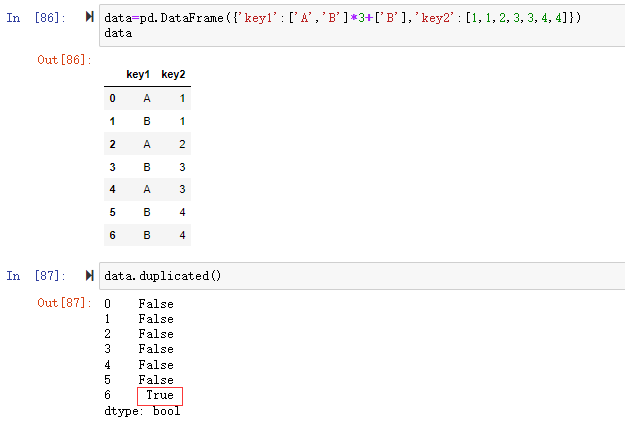 In [86]: data=pd.DataFrame({'key1':['A','B']*3+['B'],'key2':[1,1,2,3,3,4,4]})
data
Out[86]:
key1 key2
0 A 1
1 B 1
2 A 2
3 B 3
4 A 3
5 B 4
6 B 4
In [87]: data.duplicated()
Out[87]: 0 False
1 False
2 False
3 False
4 False
5 False
6 True
dtype: bool